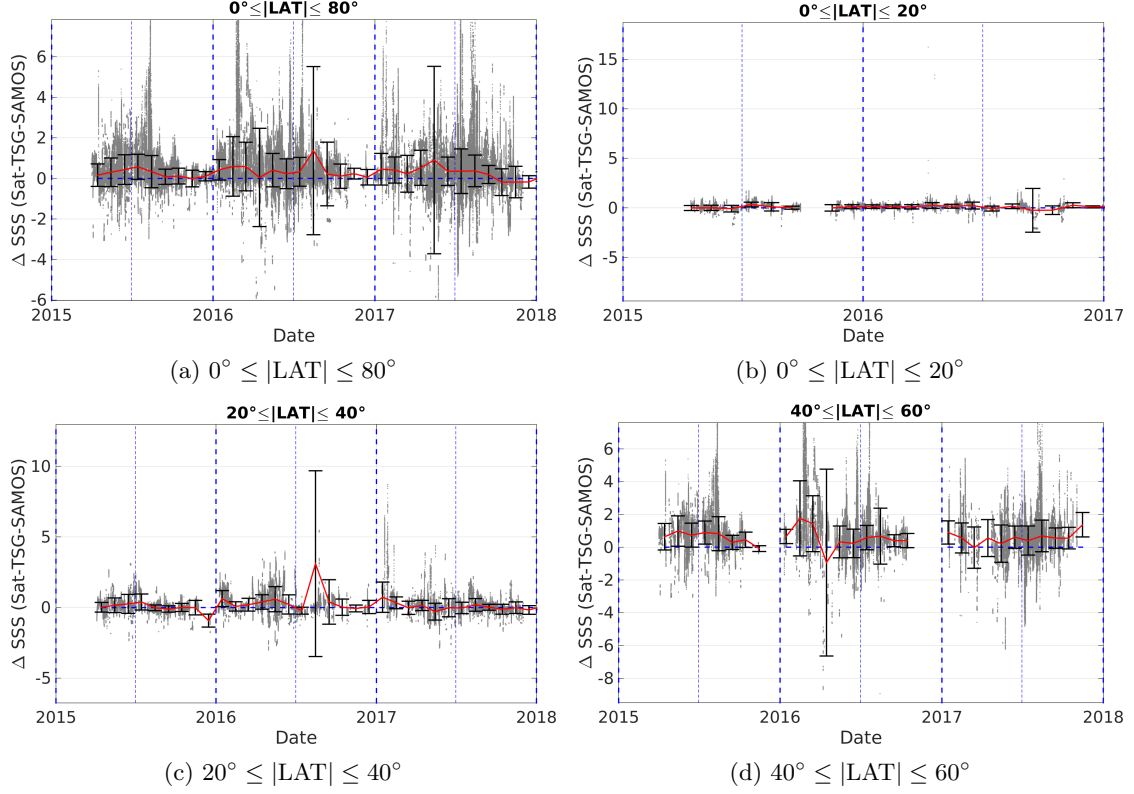 0°≤|LAT|≤ 80°
Δ SSS (Sat-TSG-SAMOS)
6
4
2
0
-2
-4
-6
2015 2016 2017 2018
Date
(a) 0° ≤ |LAT| ≤ 80°
0°≤|LAT|≤ 20°
Δ SSS (Sat-TSG-SAMOS)
15
10
5
0
-5
2015 2016 2017
Date
(b) 0° ≤ |LAT| ≤ 20°
20°≤|LAT|≤ 40°
Δ SSS (Sat-TSG-SAMOS)
10
5
0
-5
2015 2016 2017 2018
Date
(c) 20° ≤ |LAT| ≤ 40°
40°≤|LAT|≤ 60°
Δ SSS (Sat-TSG-SAMOS)
6
4
2
0
-2
-4
-6
-8
2015 2016 2017 2018
Date
(d) 40° ≤ |LAT| ≤ 60°